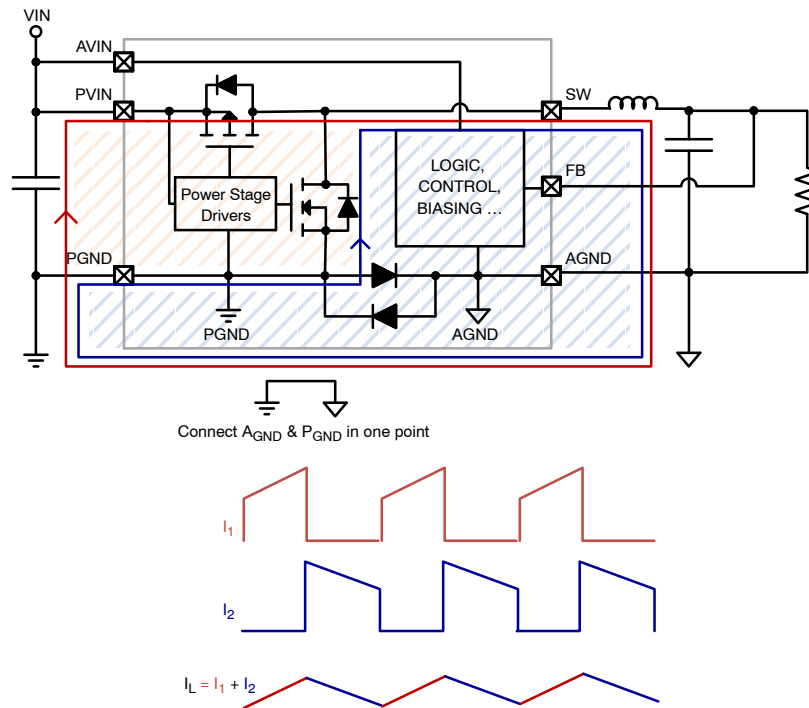 VIN
AVIN
PVIN
SW
LOGIC,
CONTROL,
BIASING ...
FB
Power Stage
Drivers
PGND
AGND
PGND
AGND
Connect AGND & PGND in one point
I1
I2
IL = I1 + I2